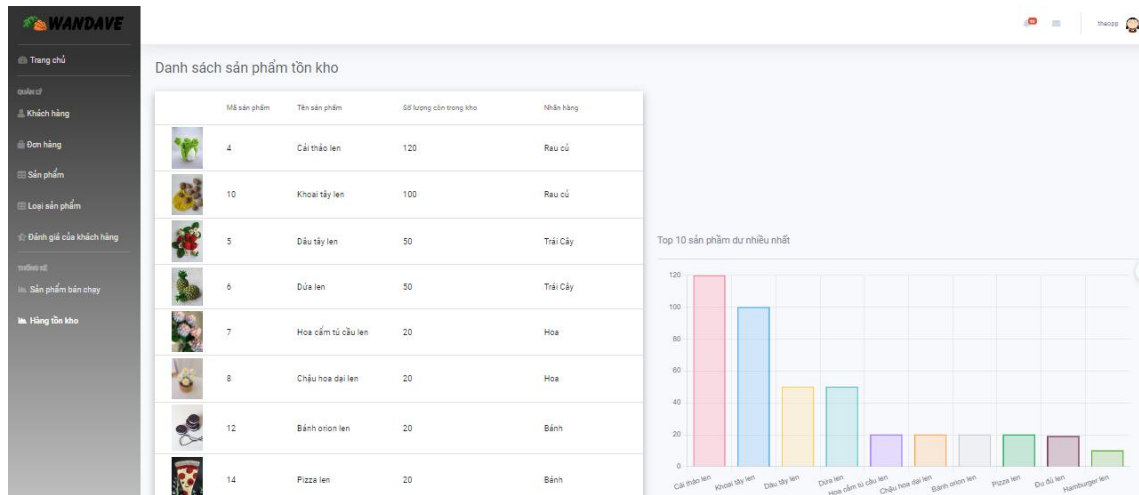 WANDAVE
theopp
Trang chủ
QUẢN LÝ
Khách hàng
Đơn hàng
Sản phẩm
Loại sản phẩm
Đánh giá của khách hàng
THỐNG KÊ
Sản phẩm bán chạy
Hàng tồn kho
Danh sách sản phẩm tồn kho
Mã sản phẩm Tên sản phẩm Số lượng còn trong kho Nhãn hàng
4 Cải thảo len 120 Rau củ
10 Khoai tây len 100 Rau củ
5 Dâu tây len 50 Trái Cây
6 Dứa len 50 Trái Cây
7 Hoa cẩm tú cầu len 20 Hoa
8 Chậu hoa dại len 20 Hoa
12 Bánh orion len 20 Bánh
14 Pizza len 20 Bánh
Top 10 sản phầm dư nhiều nhất
120
100
80
60
40
20
0
Cải thảo len Khoai tây len Dâu tây len Dứa len Hoa cẩm tú cầu len Chậu hoa dại len Bánh orion len Pizza len Đu đủ len Hamburger len